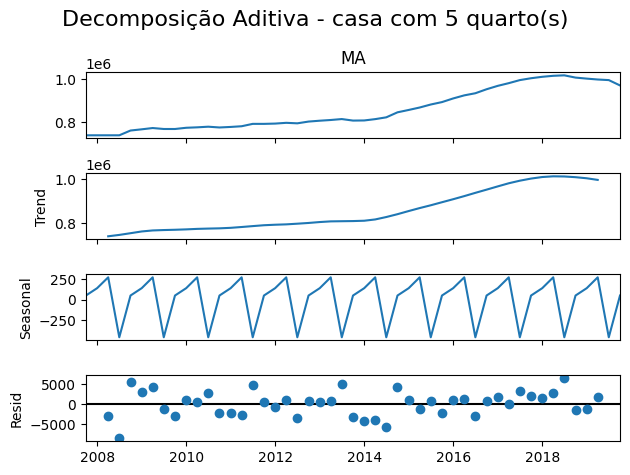 Decomposição Aditiva - casa com 5 quarto(s)
MA
1e6
1.0
0.8
1e6
1.0
0.8
Trend
250
0
−250
Seasonal
5000
0
−5000
Resid
2008 2010 2012 2014 2016 2018